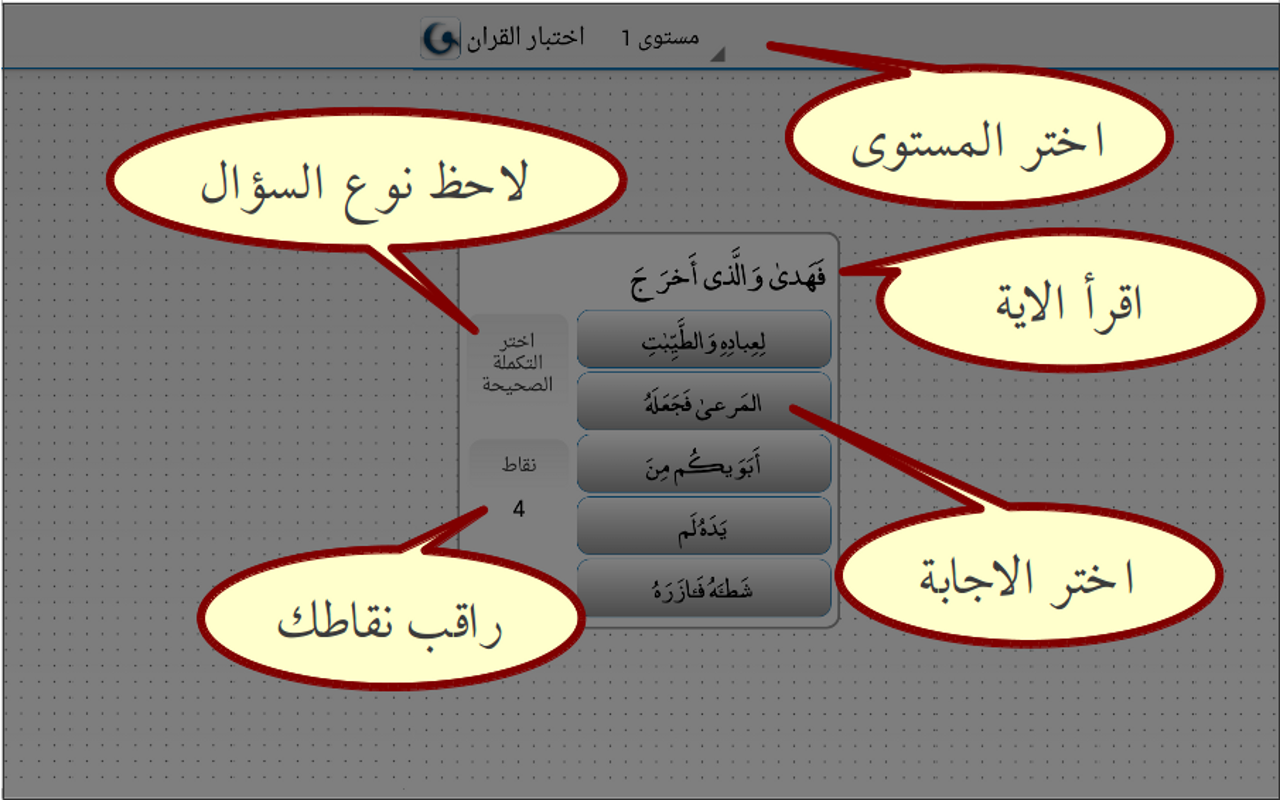 اختبار القران مستوى 1
اختر المستوى
لاحظ نوع السؤال
اقرأ الاية
فَهَدىٰ وَالَّذى أَخرَجَ
لِعِبادِهِ وَالطَّيِّبٰتِ
المَرعىٰ فَجَعَلَهُ
أَبَوَيكُم مِنَ
يَدَهُ لَم
شَطـَٔهُ فَـٔازَرَهُ
اختر
التكملة
الصحيحة
نقاط
4
اختر الاجابة
راقب نقاطك